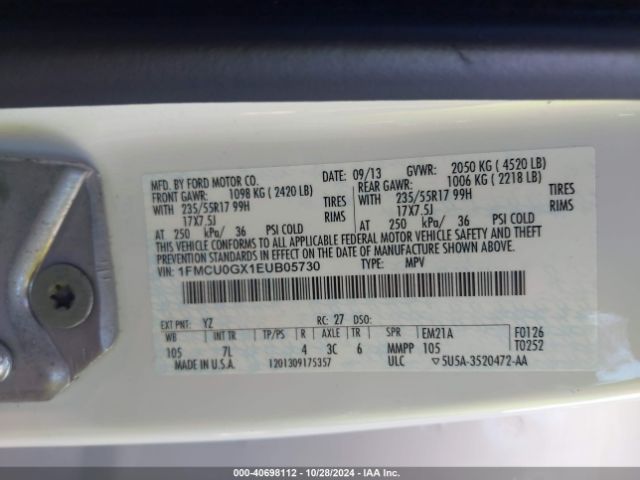 MFD. BY FORD MOTOR CO.
DATE: 09/13 GVWR: 2050 KG ( 4520 LB)
FRONT GAWR: 1098 KG ( 2420 LB) REAR GAWR: 1006 KG ( 2218 LB)
WITH 235/55R17 99H TIRES WITH 235/55R17 99H TIRES
17X7.5J RIMS 17X7.5J RIMS
AT 250 kPa/ 36 PSI COLD AT 250 kPa/ 36 PSI COLD
THIS VEHICLE CONFORMS TO ALL APPLICABLE FEDERAL MOTOR VEHICLE SAFETY AND THEFT
PREVENTION STANDARDS IN EFFECT ON THE DATE OF MANUFACTURE SHOWN ABOVE.
VIN: 1FMCU0GX1EUB05730 TYPE: MPV
EXT PNT: YZ RC: 27 DSO:
WB INT TR TP/PS R AXLE TR SPR EM21A F0126
105 7L 4 3C 6 MMPP 105 T0252
MADE IN U.S.A. 1201309175357 ULC ▽5U5A-3520472-AA
© 40698112 - 10/28/2024 - IAA Inc.